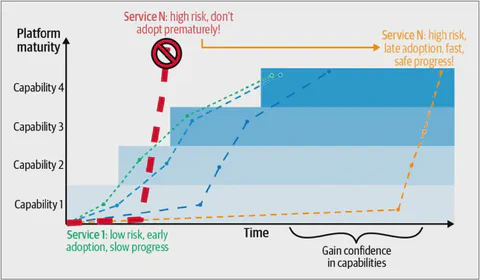 Service N: high risk, don't
adopt prematurely!
Platform
maturity
Service N: high risk,
late adoption, fast,
safe progress!
Capability 4
Capability 3
Capability 2
Capability 1
Service 1: low risk, early
adoption, slow progress
Time
Gain confidence
in capabilities